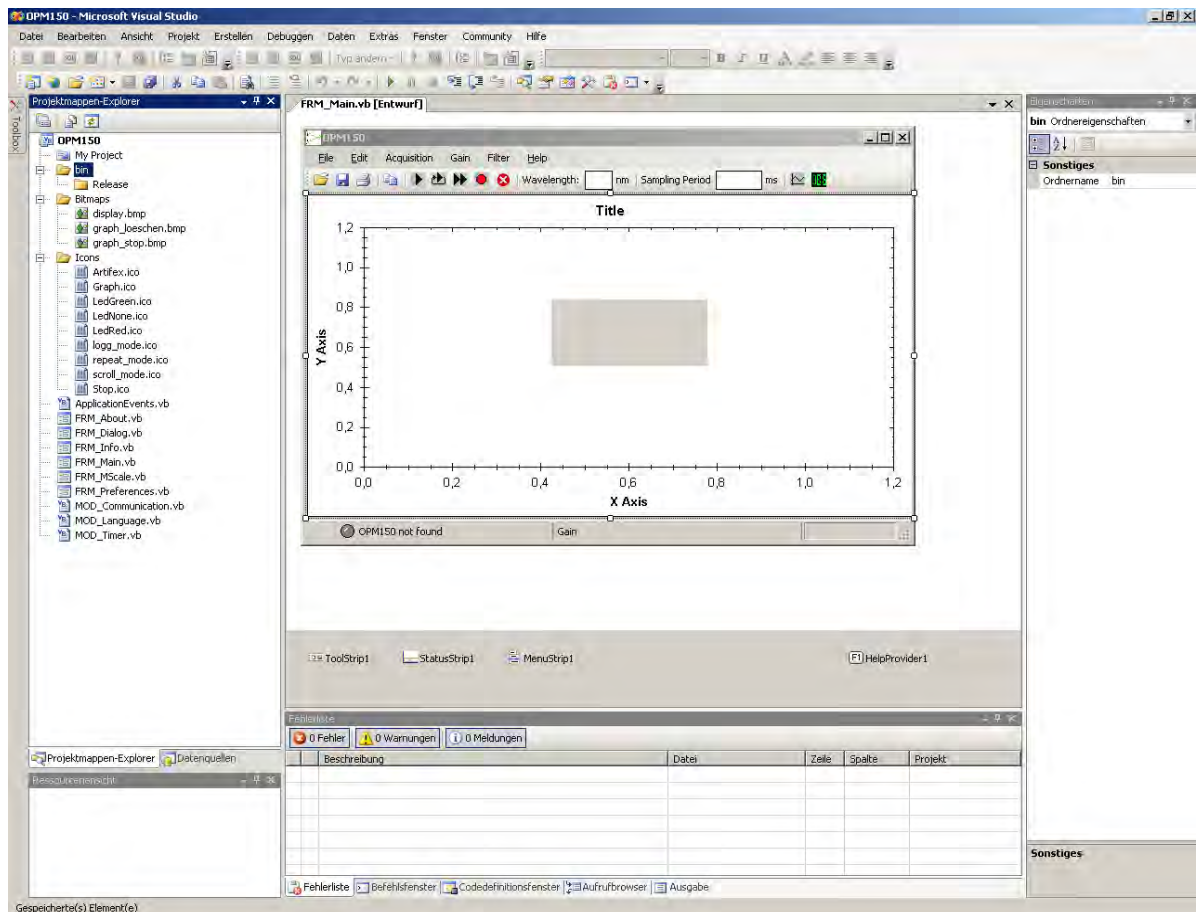 OPM150 - Microsoft Visual Studio
Datei Bearbeiten Ansicht Projekt Erstellen Debuggen Daten Extras Fenster Community Hilfe
Typ ändern
Toolbox
Projektmappen-Explorer
OPM150
My Project
bin
Release
Bitmaps
display.bmp
graph_loeschen.bmp
graph_stop.bmp
Icons
Artifex.ico
Graph.ico
LedGreen.ico
LedNone.ico
LedRed.ico
logg_mode.ico
repeat_mode.ico
scroll_mode.ico
Stop.ico
ApplicationEvents.vb
FRM_About.vb
FRM_Dialog.vb
FRM_Info.vb
FRM_Main.vb
FRM_MScale.vb
FRM_Preferences.vb
MOD_Communication.vb
MOD_Language.vb
MOD_Timer.vb
Projektmappen-Explorer Datenquellen
Ressourcenansicht
FRM_Main.vb [Entwurf]
OPM150
File Edit Acquisition Gain Filter Help
Wavelength: nm Sampling Period ms
Title
1,2
1,0
0,8
0,6
0,4
0,2
0,0
Y Axis
0,0 0,2 0,4 0,6 0,8 1,0 1,2
X Axis
OPM150 not found Gain
ToolStrip1 StatusStrip1 MenuStrip1 HelpProvider1
Fehlerliste
0 Fehler 0 Warnungen 0 Meldungen
Beschreibung Datei Zeile Spalte Projekt
Fehlerliste Befehlsfenster Codedefinitionsfenster Aufrufbrowser Ausgabe
Eigenschaften
bin Ordnereigenschaften
Sonstiges
Ordnername bin
Sonstiges
Gespeicherte(s) Element(e)